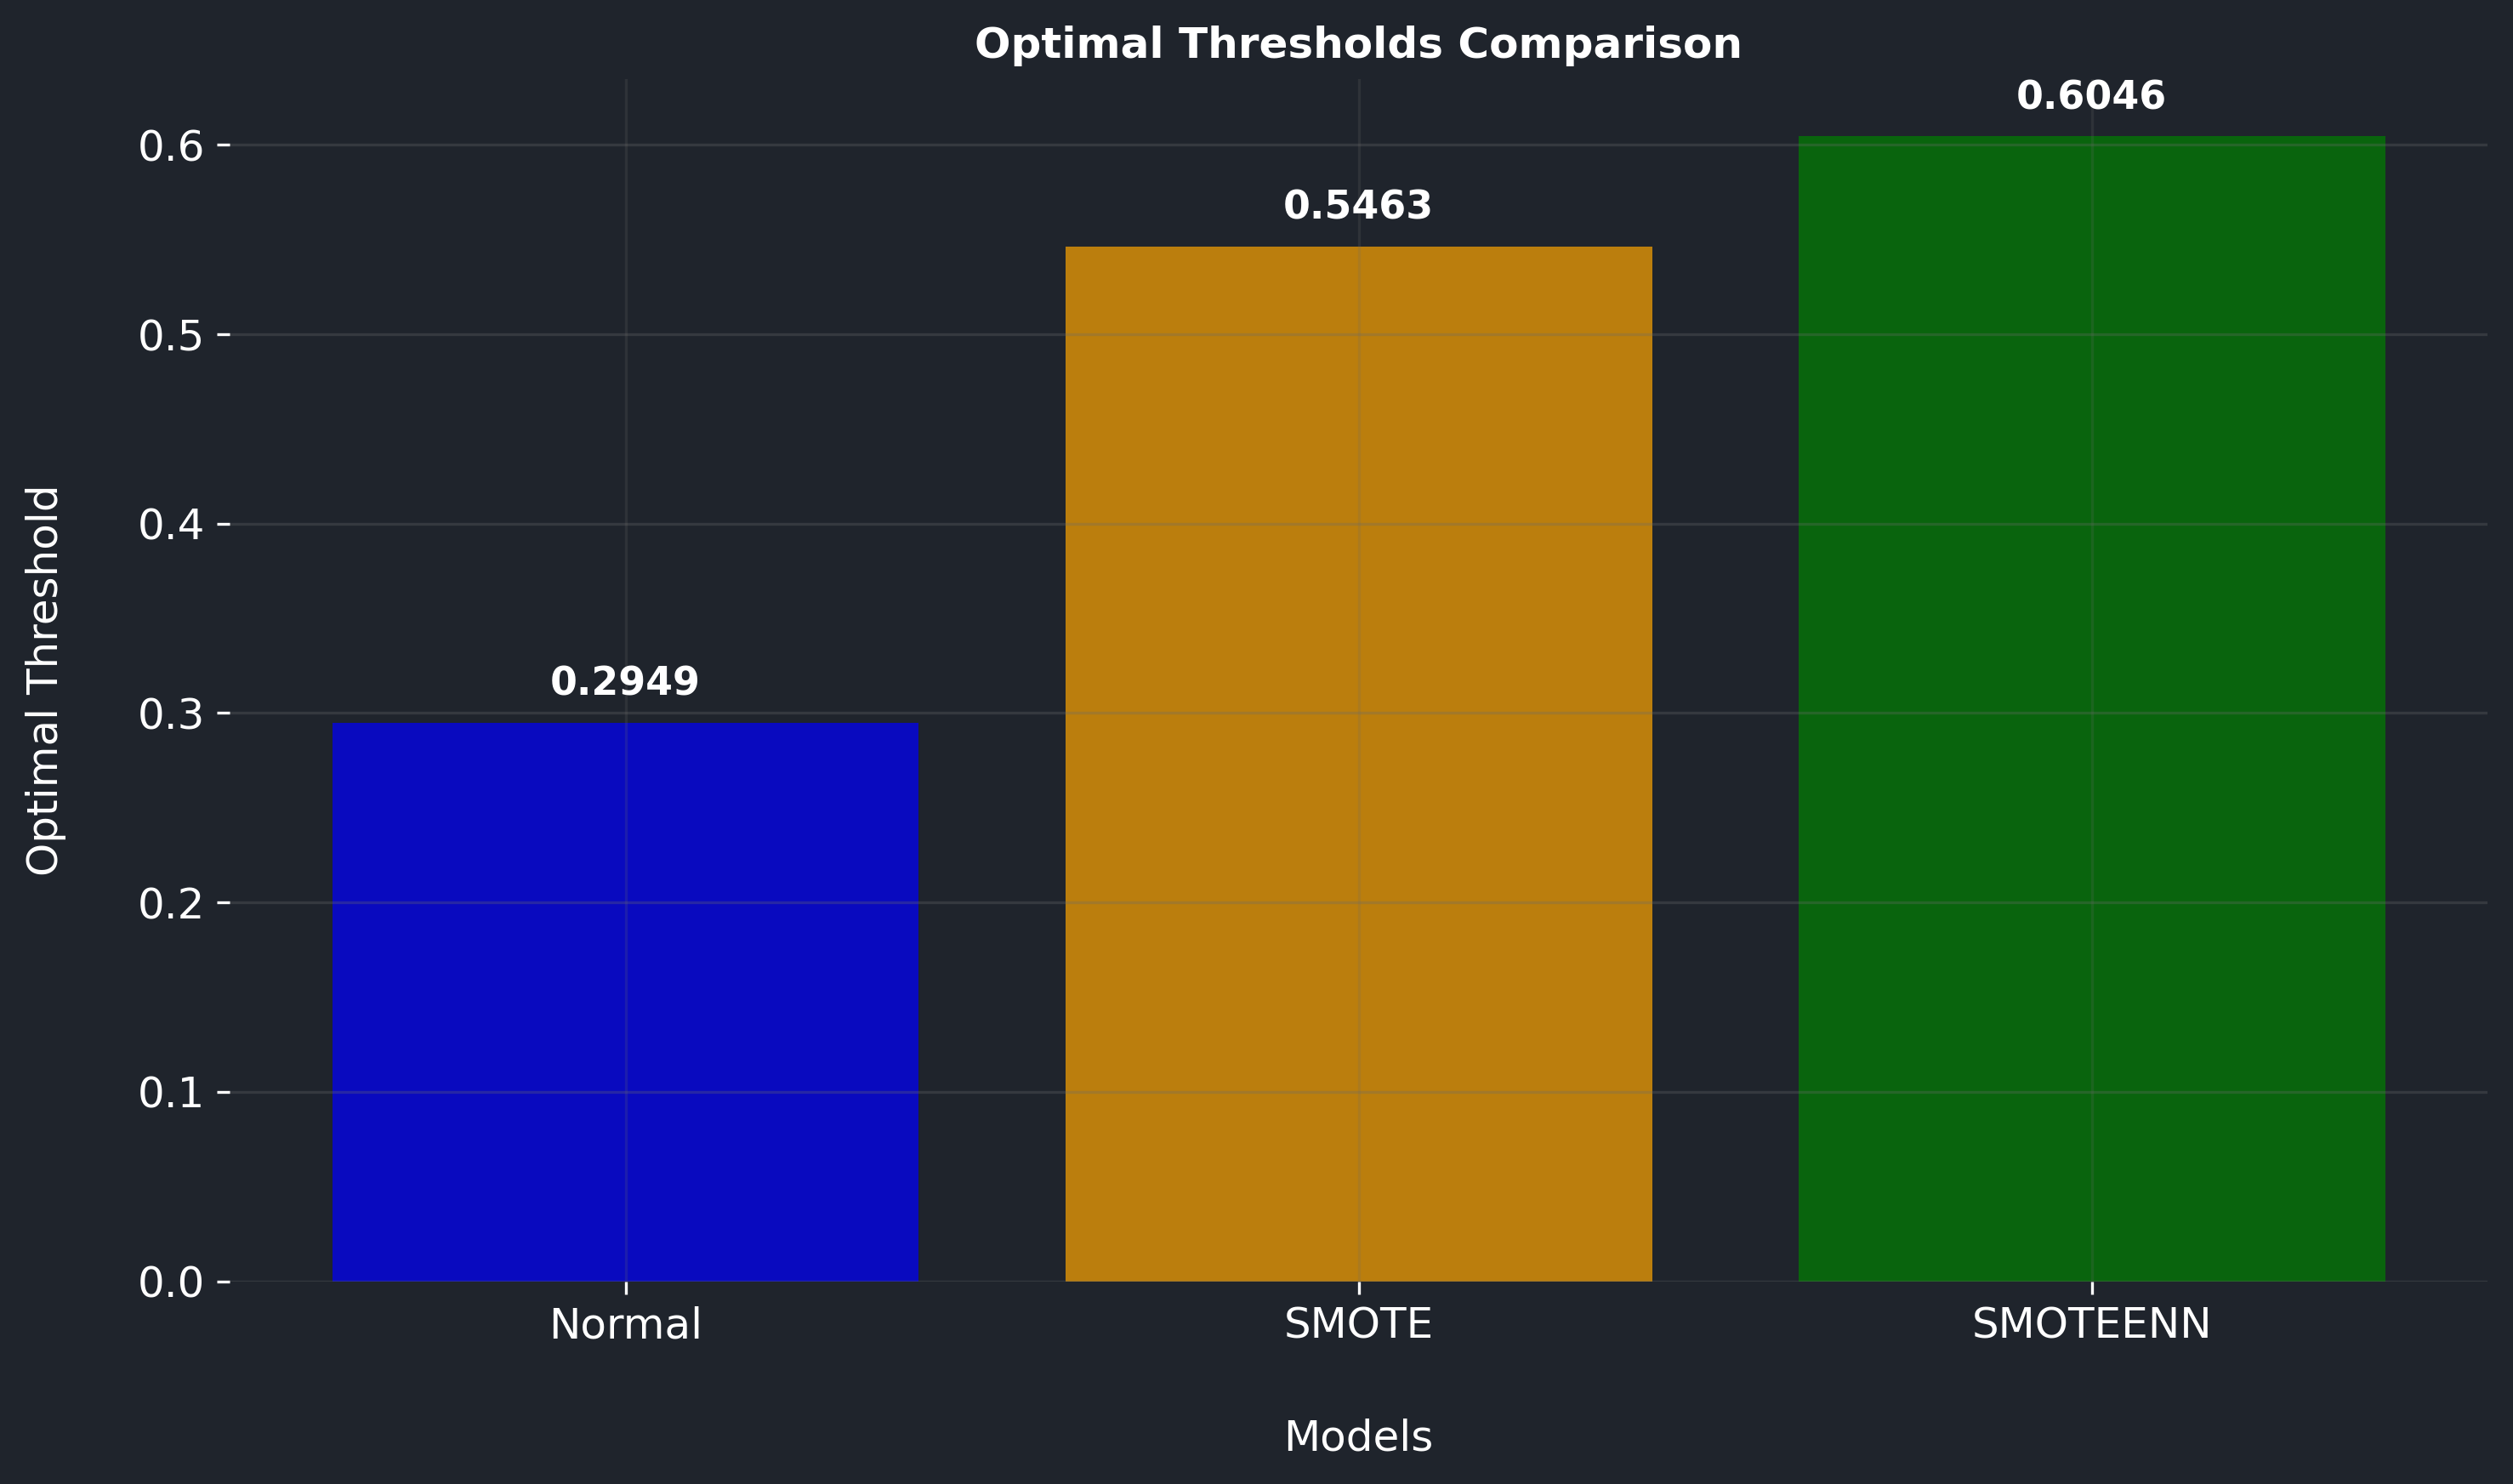 Optimal Thresholds Comparison
Optimal Threshold
0.6
0.5
0.4
0.3
0.2
0.1
0.0
0.2949
0.5463
0.6046
Normal
SMOTE
SMOTEENN
Models